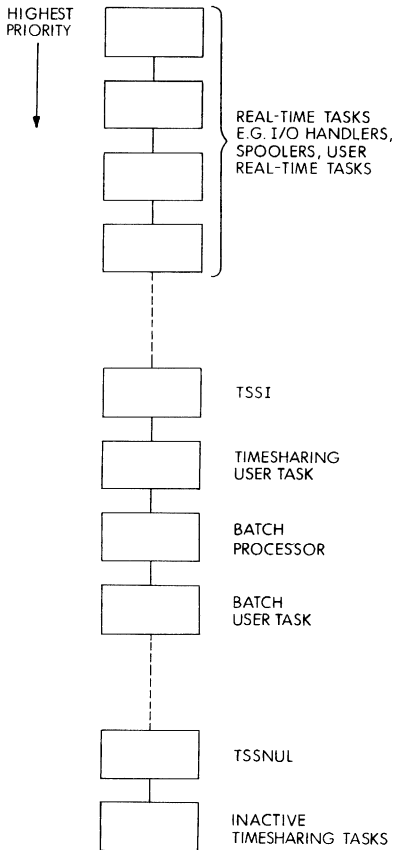 HIGHEST
PRIORITY
REAL-TIME TASKS
E.G. I/O HANDLERS,
SPOOLERS, USER
REAL-TIME TASKS
TSSI
TIMESHARING
USER TASK
BATCH
PROCESSOR
BATCH
USER TASK
TSSNUL
INACTIVE
TIMESHARING TASKS